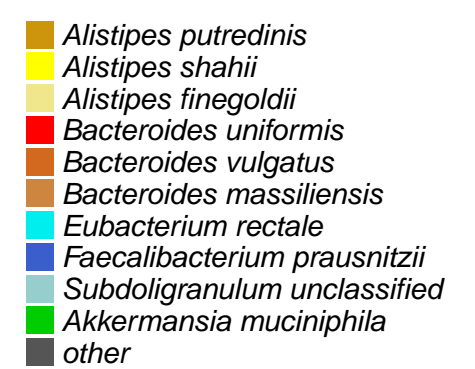 Alistipes putredinis
Alistipes shahii
Alistipes finegoldii
Bacteroides uniformis
Bacteroides vulgatus
Bacteroides massiliensis
Eubacterium rectale
Faecalibacterium prausnitzii
Subdoligranulum unclassified
Akkermansia muciniphila
other